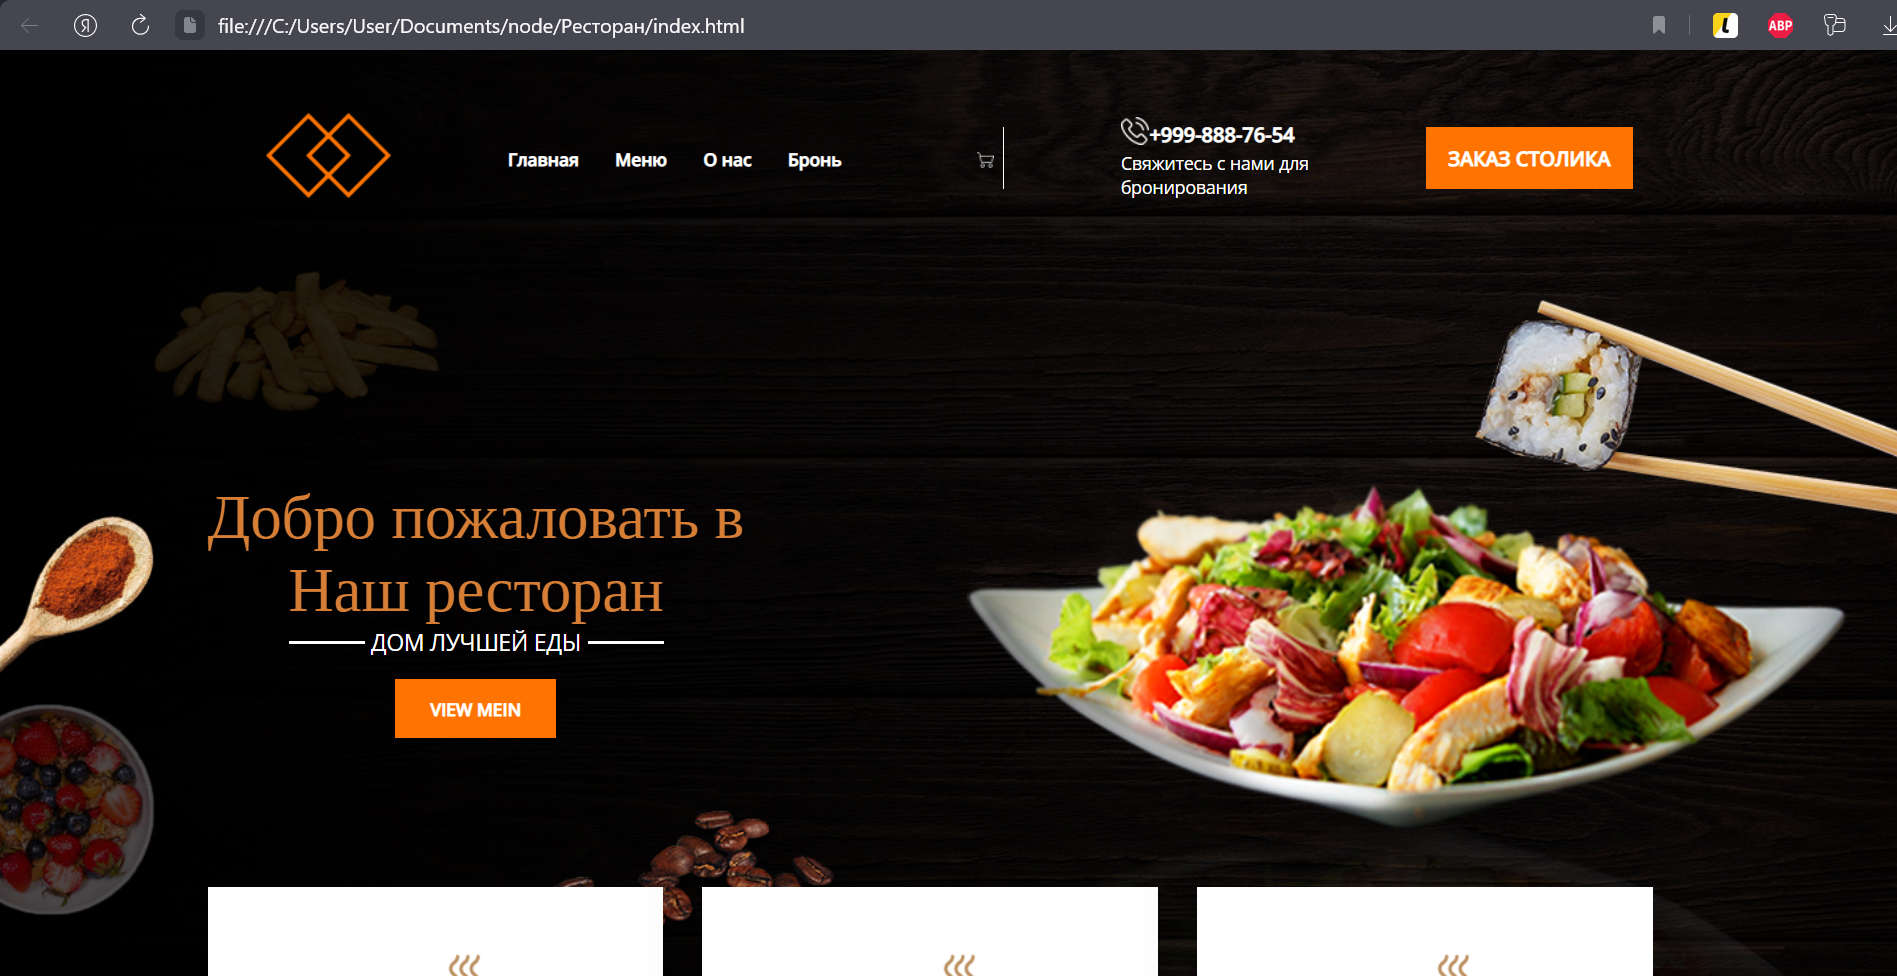 file:///C:/Users/User/Documents/node/Ресторан/index.html
ABP
Главная Меню О нас Бронь
+999-888-76-54
Свяжитесь с нами для
бронирования
ЗАКАЗ СТОЛИКА
Добро пожаловать в
Наш ресторан
ДОМ ЛУЧШЕЙ ЕДЫ
VIEW MEIN